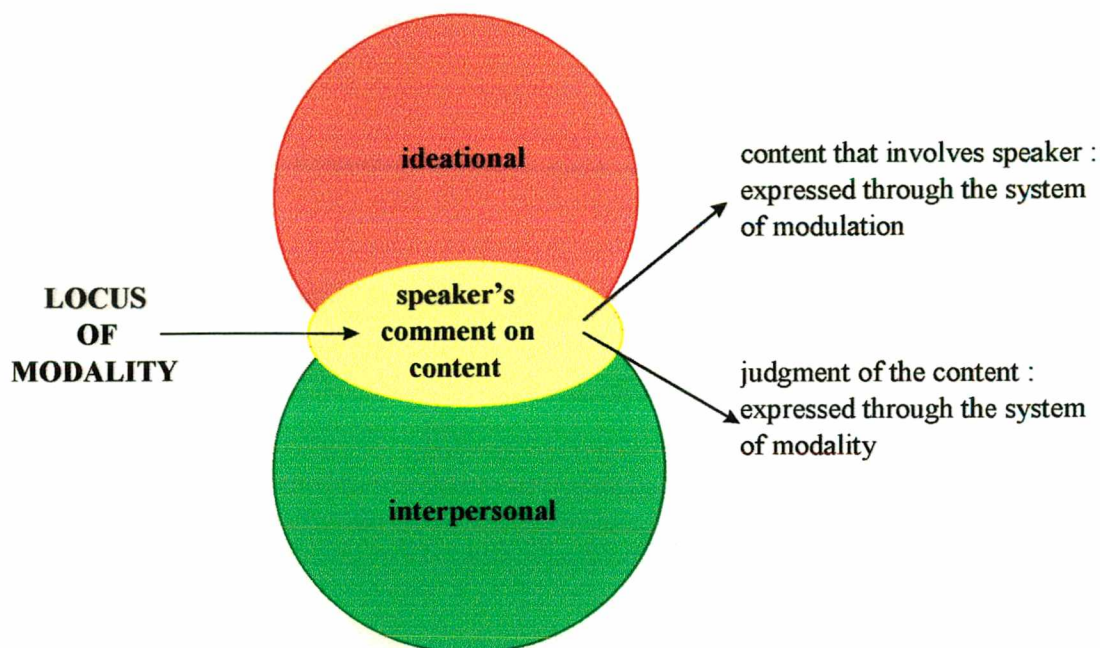 ideational
content that involves speaker :
expressed through the system
of modulation
LOCUS
OF
MODALITY
speaker's
comment on
content
judgment of the content :
expressed through the system
of modality
interpersonal